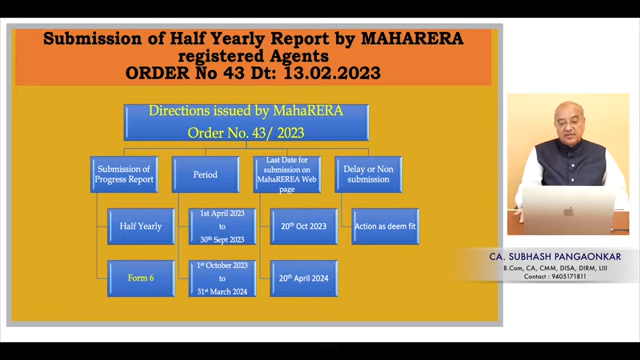 Submission of Half Yearly Report by MAHARERA
registered Agents
ORDER No 43 Dt: 13.02.2023
Directions issued by MahaRERA
Order No. 43/ 2023
Submission of
Progress Report
Period
Last Date for
submission on
MahaREREA Web
page
Delay or Non
submission
Half Yearly
1st April 2023
to
30th Sept 2023
20th Oct 2023
Action as deem fit
Form 6
1st October 2023
to
31st March 2024
20th April 2024
CA. SUBHASH PANGAONKAR
B.Com, CA, CMM, DISA, DIRM, LIII
Contact : 9405171811